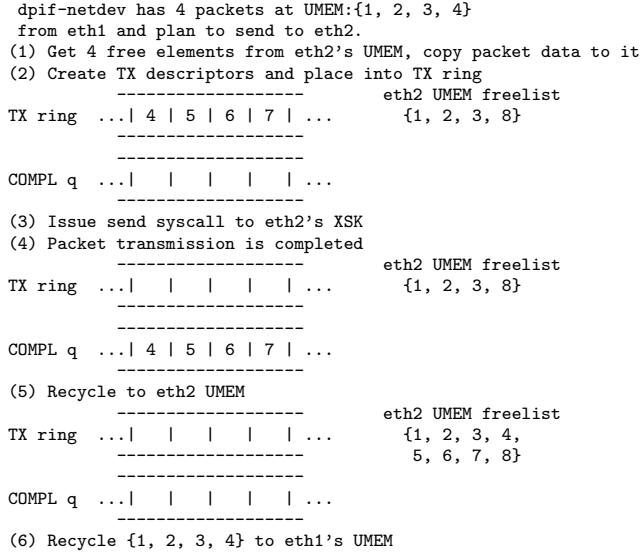 dpif-netdev has 4 packets at UMEM:{1, 2, 3, 4}
from eth1 and plan to send to eth2.
(1) Get 4 free elements from eth2's UMEM, copy packet data to it
(2) Create TX descriptors and place into TX ring
------------------- eth2 UMEM freelist
TX ring ...| 4 | 5 | 6 | 7 | ... {1, 2, 3, 8}
-------------------
-------------------
COMPL q ...| | | | | ...
-------------------
(3) Issue send syscall to eth2's XSK
(4) Packet transmission is completed
------------------- eth2 UMEM freelist
TX ring ...| | | | | ... {1, 2, 3, 8}
-------------------
-------------------
COMPL q ...| 4 | 5 | 6 | 7 | ...
-------------------
(5) Recycle to eth2 UMEM
------------------- eth2 UMEM freelist
TX ring ...| | | | | ... {1, 2, 3, 4,
------------------- 5, 6, 7, 8}
-------------------
COMPL q ...| | | | | ...
-------------------
(6) Recycle {1, 2, 3, 4} to eth1's UMEM